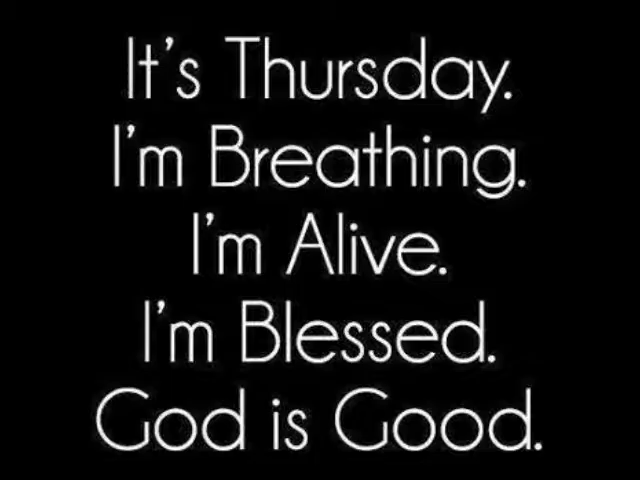 It's Thursday.
I'm Breathing.
I'm Alive.
I'm Blessed.
God is Good.